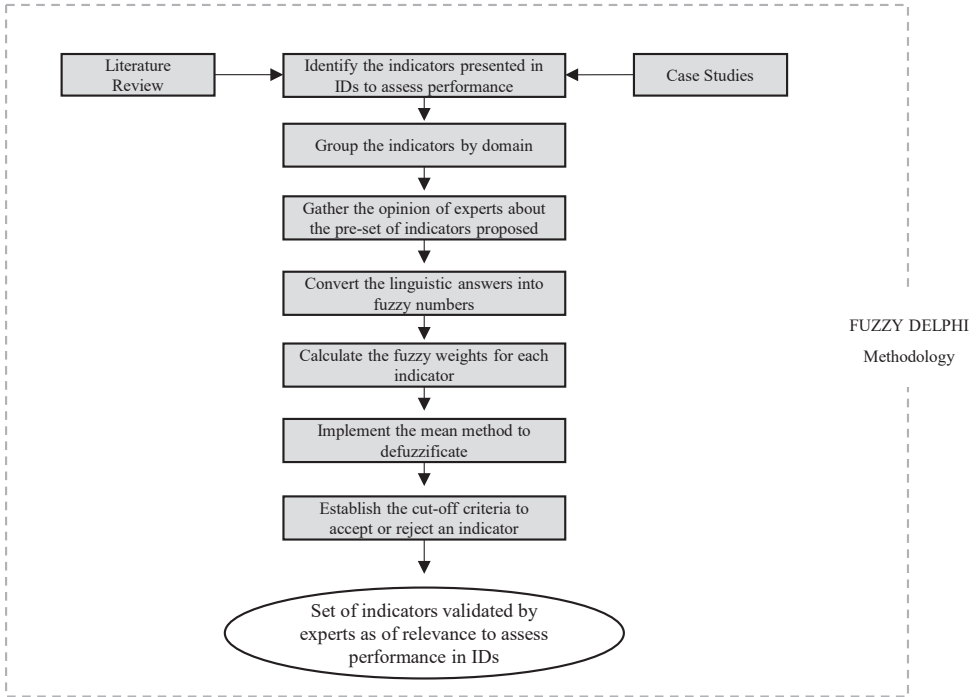 Literature
Review
Identify the indicators presented in
IDs to assess performance
Case Studies
Group the indicators by domain
Gather the opinion of experts about
the pre-set of indicators proposed
Convert the linguistic answers into
fuzzy numbers
FUZZY DELPHI
Methodology
Calculate the fuzzy weights for each
indicator
Implement the mean method to
defuzzificate
Establish the cut-off criteria to
accept or reject an indicator
Set of indicators validated by
experts as of relevance to assess
performance in IDs